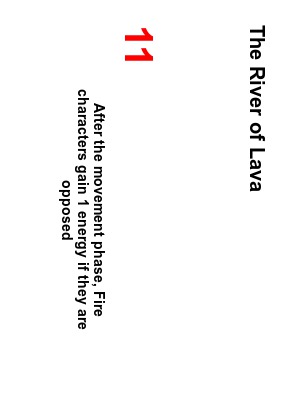 The River of Lava
11
After the movement phase, Fire
characters gain 1 energy if they are
opposed